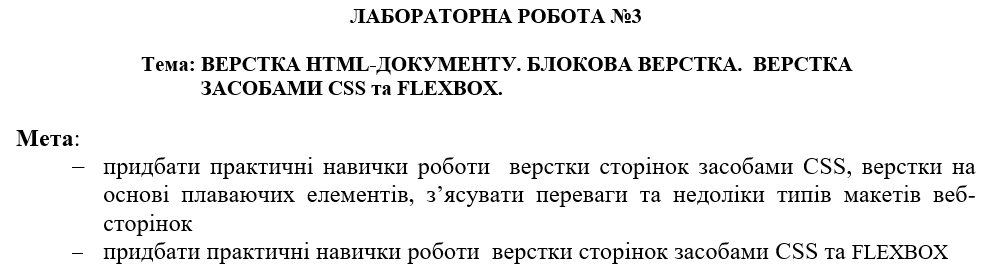 ЛАБОРАТОРНА РОБОТА №3
Тема: ВЕРСТКА HTML-ДОКУМЕНТУ. БЛОКОВА ВЕРСТКА. ВЕРСТКА
ЗАСОБАМИ CSS та FLEXBOX.
Мета:
– придбати практичні навички роботи верстки сторінок засобами CSS, верстки на
основі плаваючих елементів, з’ясувати переваги та недоліки типів макетів веб-
сторінок
– придбати практичні навички роботи верстки сторінок засобами CSS та FLEXBOX